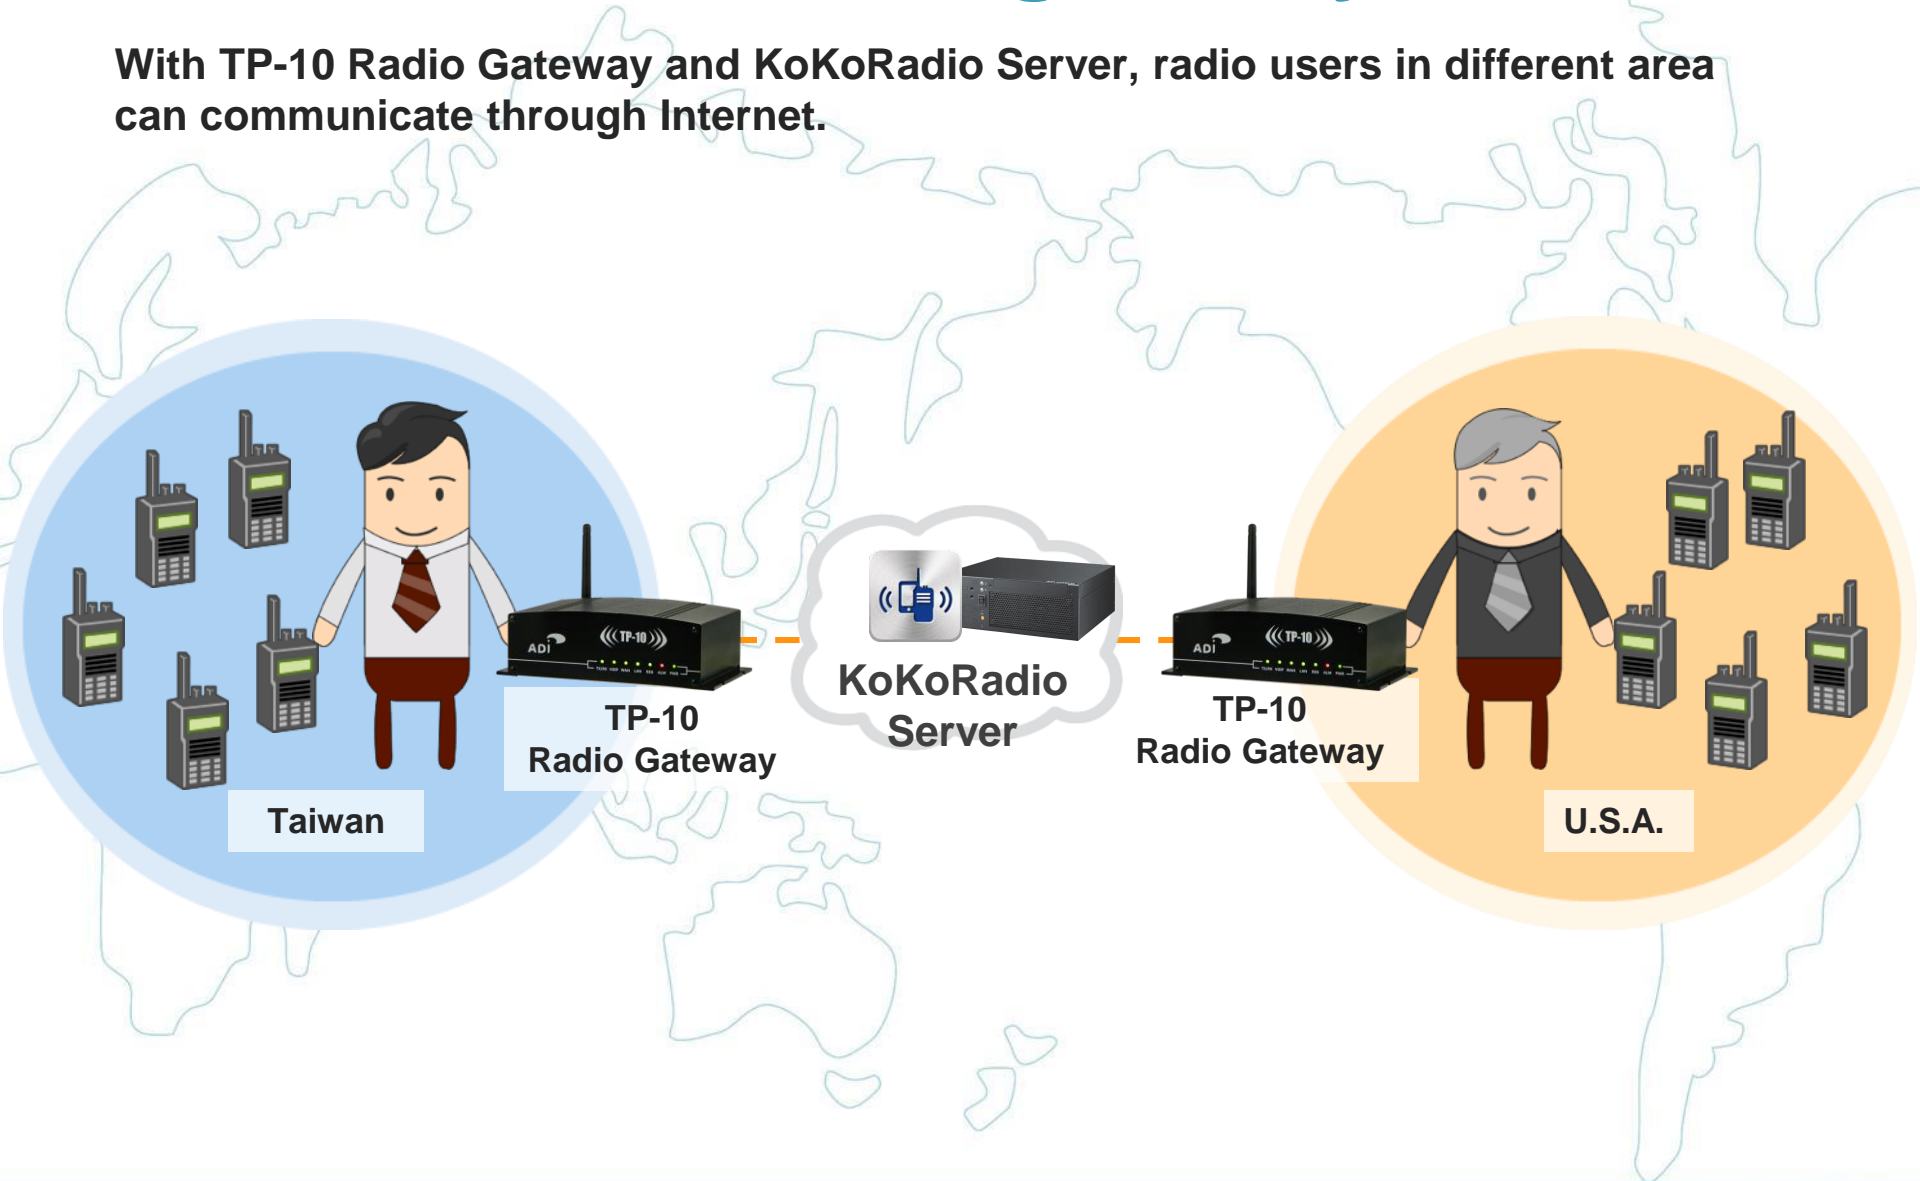 With TP-10 Radio Gateway and KoKoRadio Server, radio users in different area
can communicate through Internet.
ADI
TP-10
KoKoRadio
Server
ADI
TP-10
TP-10
Radio Gateway
TP-10
Radio Gateway
Taiwan
U.S.A.